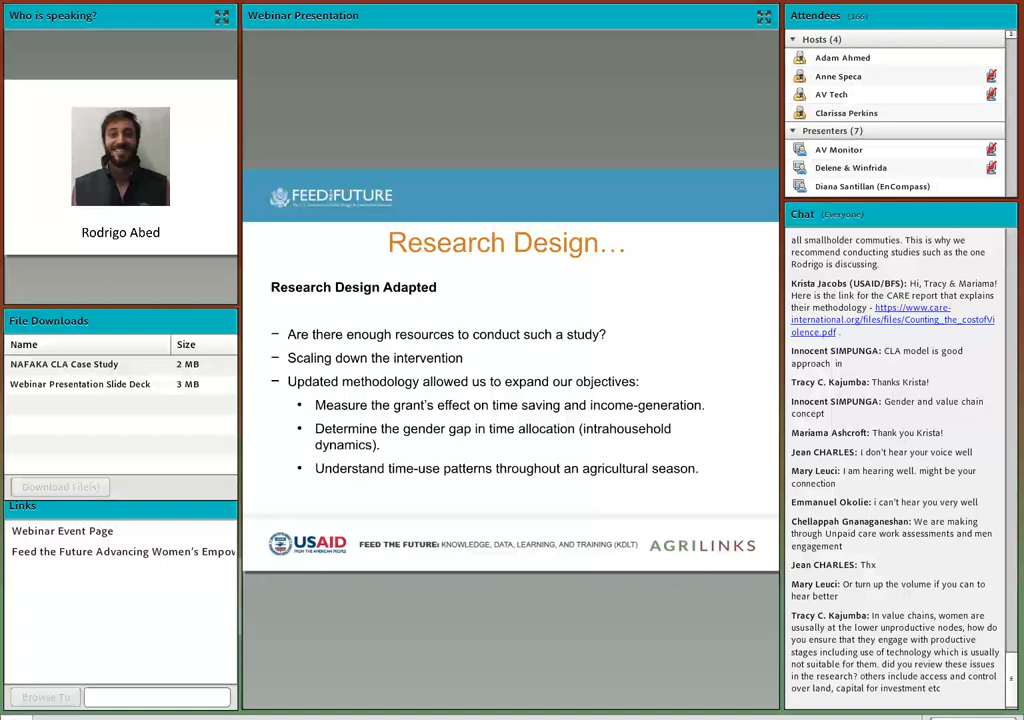 Who is speaking?
Rodrigo Abed
File Downloads
Name Size
NAFAKA CLA Case Study 2 MB
Webinar Presentation Slide Deck 3 MB
Download File(s)
Links
Webinar Event Page
Feed the Future Advancing Women's Empow
Browse To
Webinar Presentation
FEED THE FUTURE
Research Design…
Research Design Adapted
– Are there enough resources to conduct such a study?
– Scaling down the intervention
– Updated methodology allowed us to expand our objectives:
• Measure the grant's effect on time saving and income-generation.
• Determine the gender gap in time allocation (intrahousehold
dynamics).
• Understand time-use patterns throughout an agricultural season.
USAID
FROM THE AMERICAN PEOPLE
FEED THE FUTURE: KNOWLEDGE, DATA, LEARNING, AND TRAINING (KDLT)
AGRILINKS
Attendees (166)
Hosts (4)
Adam Ahmed
Anne Speca
AV Tech
Clarissa Perkins
Presenters (7)
AV Monitor
Delene & Winfrida
Diana Santillan (EnCompass)
Chat (Everyone)
all smallholder commuties. This is why we
recommend conducting studies such as the one
Rodrigo is discussing.
Krista Jacobs (USAID/BFS): Hi, Tracy & Mariama!
Here is the link for the CARE report that explains
their methodology - https://www.care-
international.org/files/files/Counting_the_costofVi
olence.pdf .
Innocent SIMPUNGA: CLA model is good
approach in
Tracy C. Kajumba: Thanks Krista!
Innocent SIMPUNGA: Gender and value chain
concept
Mariama Ashcroft: Thank you Krista!
Jean CHARLES: I don't hear your voice well
Mary Leuci: I am hearing well. might be your
connection
Emmanuel Okolie: i can't hear you very well
Chellappah Gnanaganeshan: We are making
through Unpaid care work assessments and men
engagement
Jean CHARLES: Thx
Mary Leuci: Or turn up the volume if you can to
hear better
Tracy C. Kajumba: In value chains, women are
ususally at the lower unproductive nodes, how do
you ensure that they engage with productive
stages including use of technology which is usually
not suitable for them. did you review these issues
in the research? others include access and control
over land, capital for investment etc